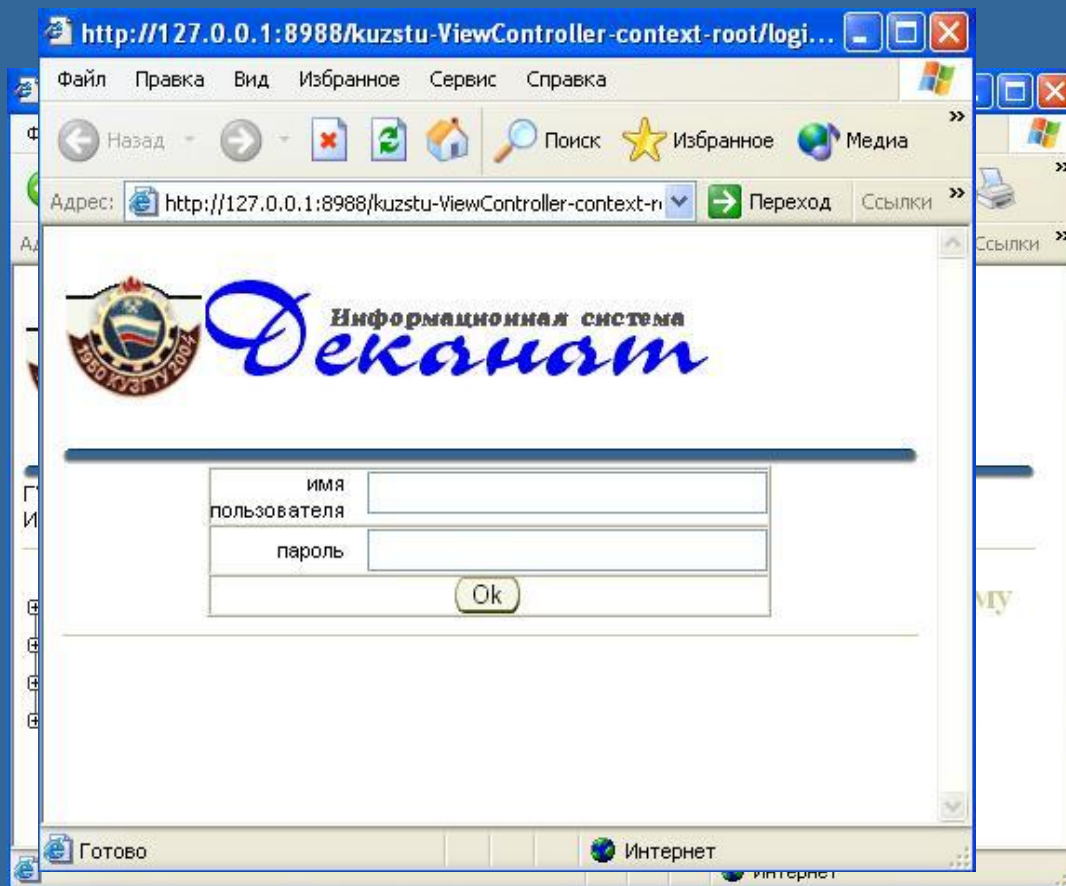 http://127.0.0.1:8988/kuzstu-ViewController-context-root/logi...
Файл Правка Вид Избранное Сервис Справка
Назад Поиск Избранное Медиа »
Адрес: http://127.0.0.1:8988/kuzstu-ViewController-context-r Переход Ссылки »
Ссылки »
Информационная система
Деканат
1950 КУЗГТУ 2004
имя
пользователя
пароль
Ok
му
Готово
Интернет
Интернет